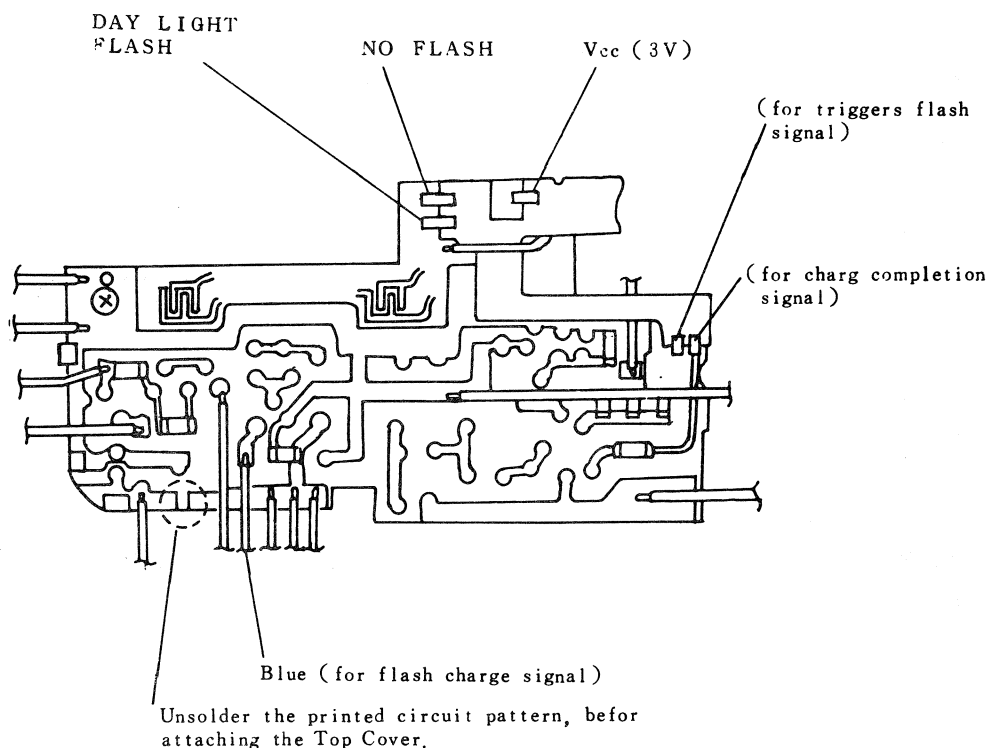 DAY LIGHT
FLASH
NO FLASH
Vcc (3V)
(for triggers flash
signal)
(for charg completion
signal)
Blue (for flash charge signal)
Unsolder the printed circuit pattern, befor
attaching the Top Cover.